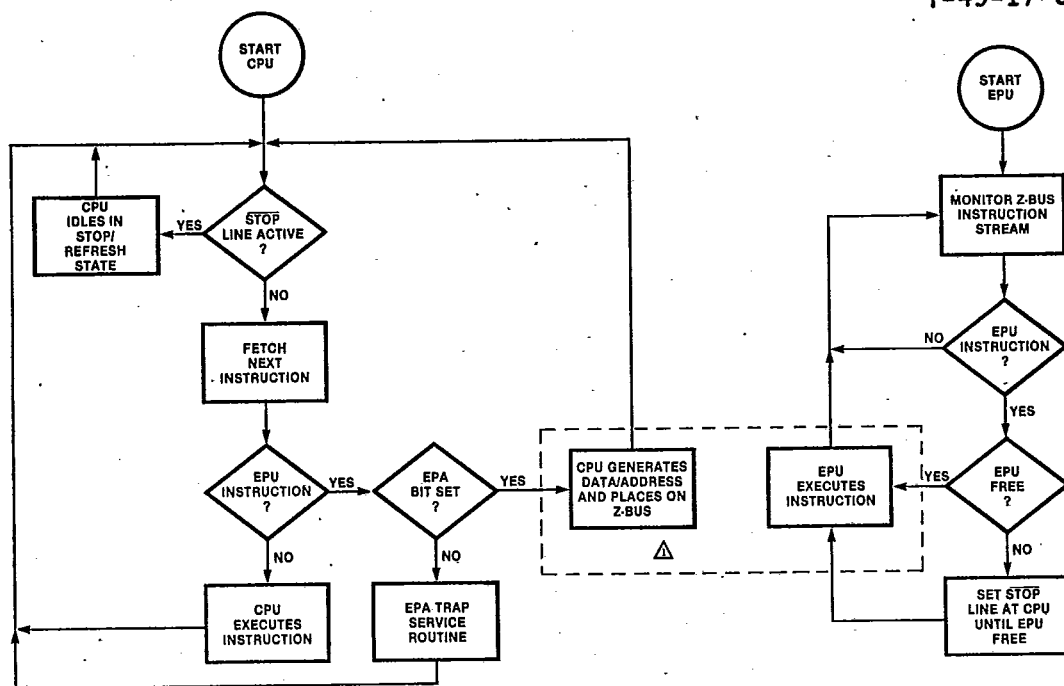 START
CPU
START
EPU
CPU
IDLES IN
STOP/
REFRESH
STATE
YES
STOP
LINE ACTIVE
?
NO
MONITOR Z-BUS
INSTRUCTION
STREAM
FETCH
NEXT
INSTRUCTION
NO
EPU
INSTRUCTION
?
YES
EPU
INSTRUCTION
?
YES
EPA
BIT SET
?
YES
CPU GENERATES
DATA/ADDRESS
AND PLACES ON
Z-BUS
EPU
EXECUTES
INSTRUCTION
YES
EPU
FREE
?
NO
NO
NO
CPU
EXECUTES
INSTRUCTION
EPA TRAP
SERVICE
ROUTINE
SET STOP
LINE AT CPU
UNTIL EPU
FREE